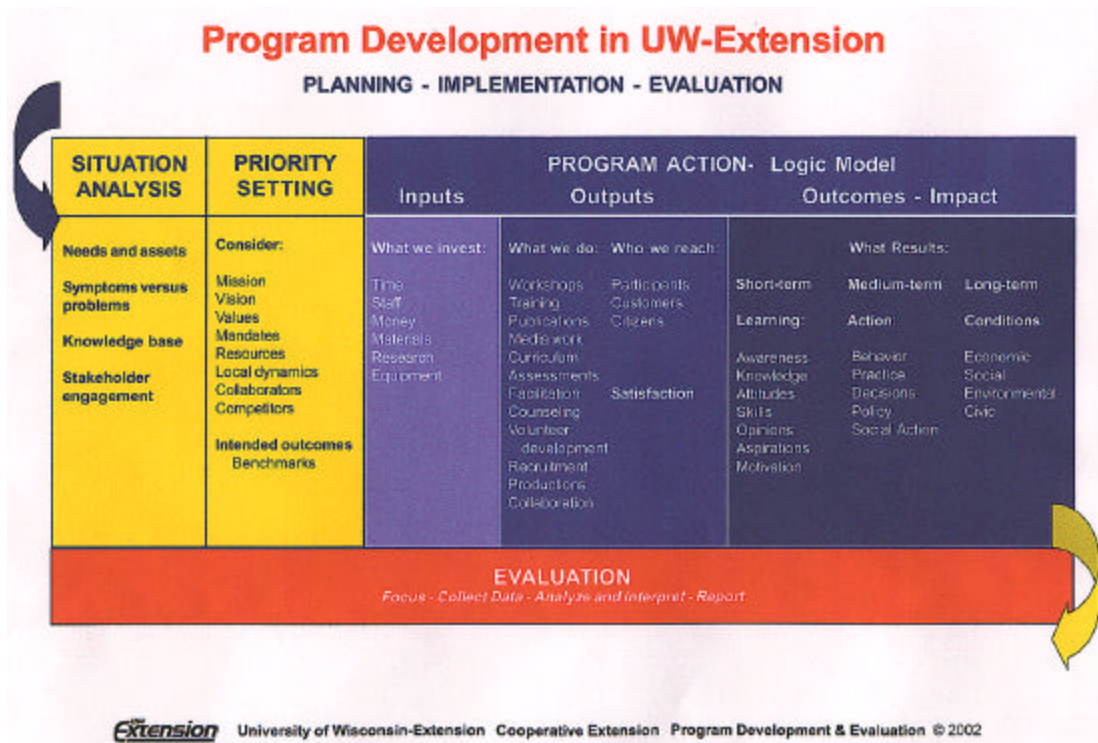 Program Development in UW-Extension
PLANNING - IMPLEMENTATION - EVALUATION
SITUATION
ANALYSIS
Needs and assets
Symptoms versus
problems
Knowledge base
Stakeholder
engagement
PRIORITY
SETTING
Consider:
Mission
Vision
Values
Mandates
Resources
Local dynamics
Collaborators
Competitors
Intended outcomes
Benchmarks
PROGRAM ACTION- Logic Model
Inputs
What we invest:
Time
Staff
Money
Materials
Research
Equipment
Outputs
What we do:
Workshops
Training
Publications
Media work
Curriculum
Assessments
Facilitation
Counseling
Volunteer
development
Recruitment
Productions
Collaboration
Who we reach:
Participants
Customers
Citizens
Satisfaction
Outcomes - Impact
What Results:
Short-term
Learning:
Awareness
Knowledge
Attitudes
Skills
Opinions
Aspirations
Motivation
Medium-term
Action:
Behavior
Practice
Decisions
Policy
Social Action
Long-term
Conditions:
Economic
Social
Environmental
Civic
EVALUATION
Focus - Collect Data - Analyze and Interpret - Report
Extension University of Wisconsin-Extension Cooperative Extension Program Development & Evaluation © 2002